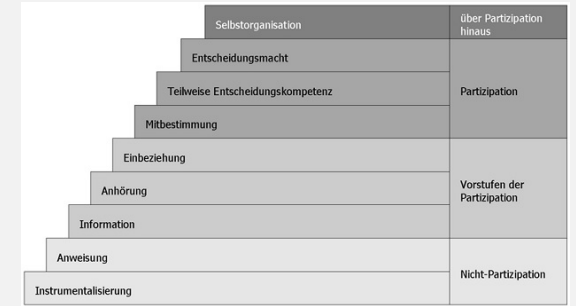 Selbstorganisation
über Partizipation
hinaus
Entscheidungsmacht
Teilweise Entscheidungskompetenz
Partizipation
Mitbestimmung
Einbeziehung
Anhörung
Vorstufen der
Partizipation
Information
Anweisung
Nicht-Partizipation
Instrumentalisierung